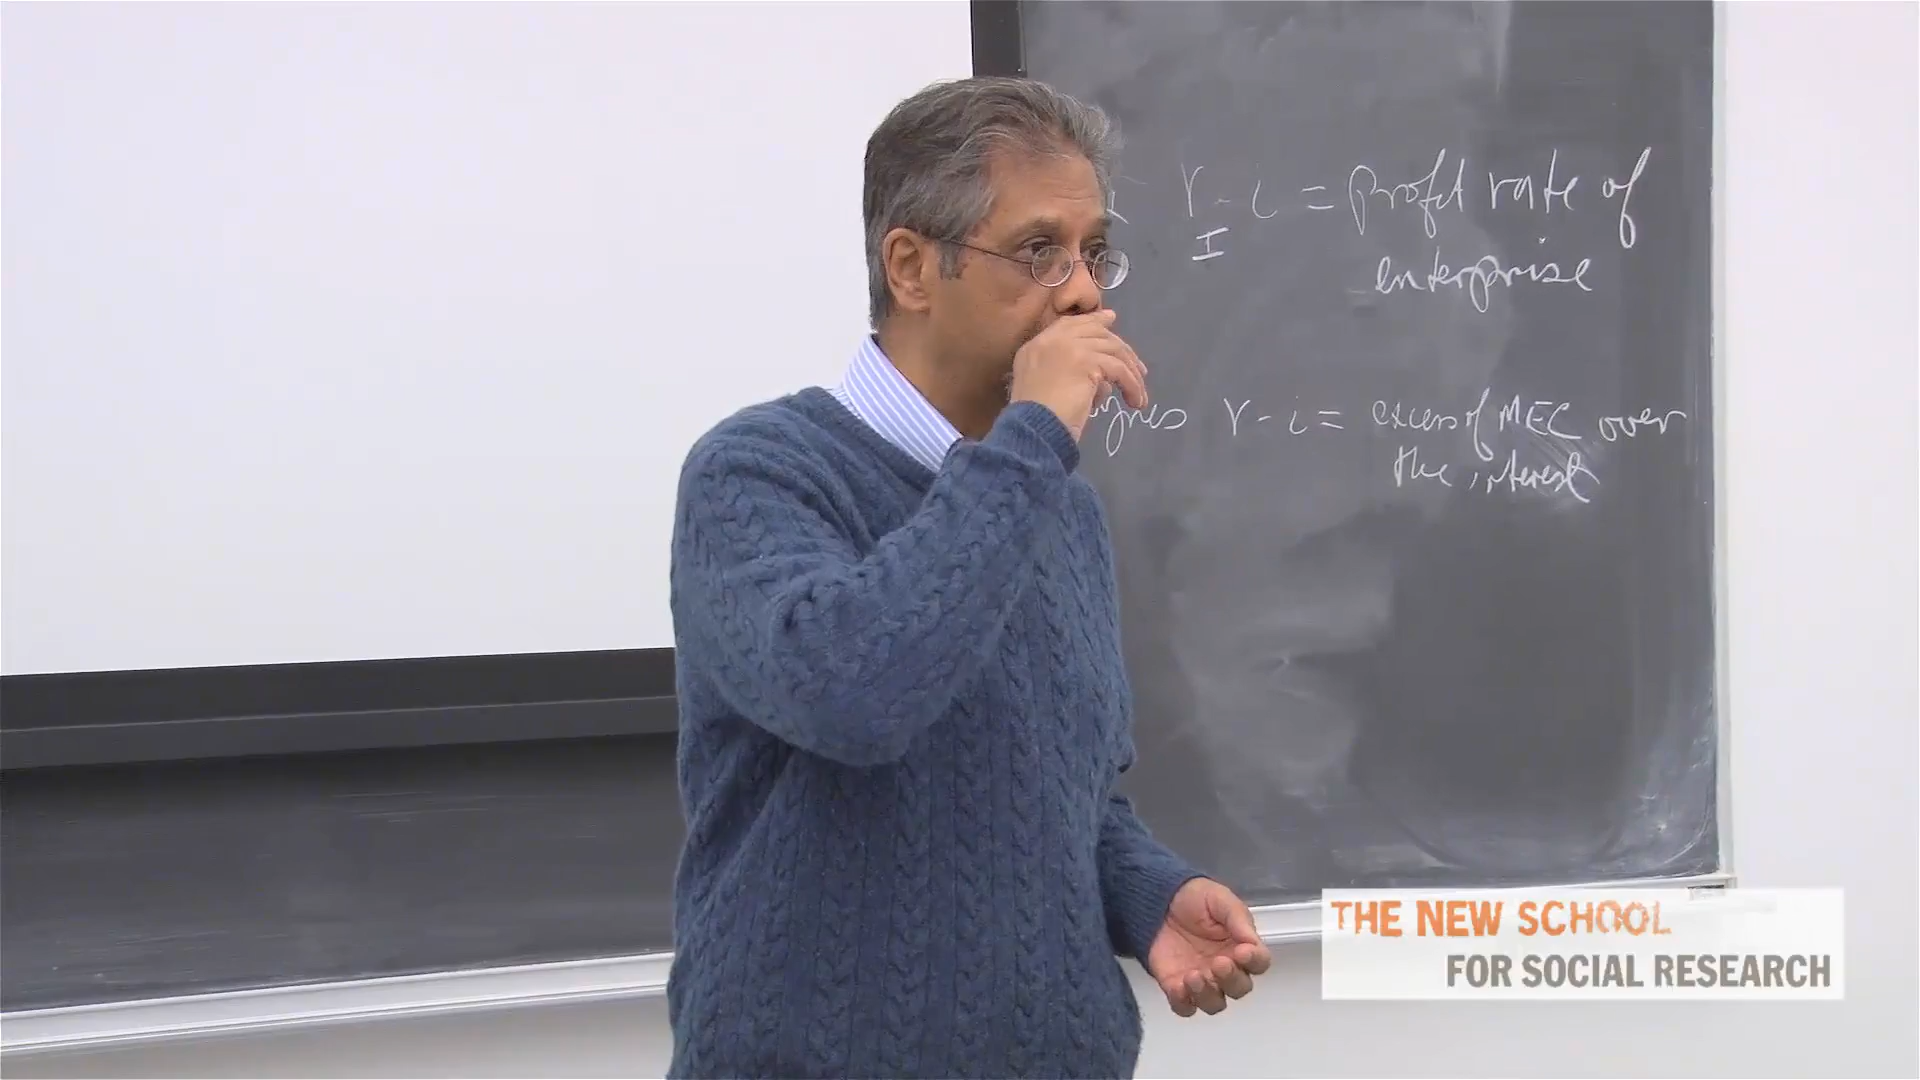 r - i = profit rate of
I
enterprise
r - i = excess of MEC over
the interest
THE NEW SCHOOL
FOR SOCIAL RESEARCH